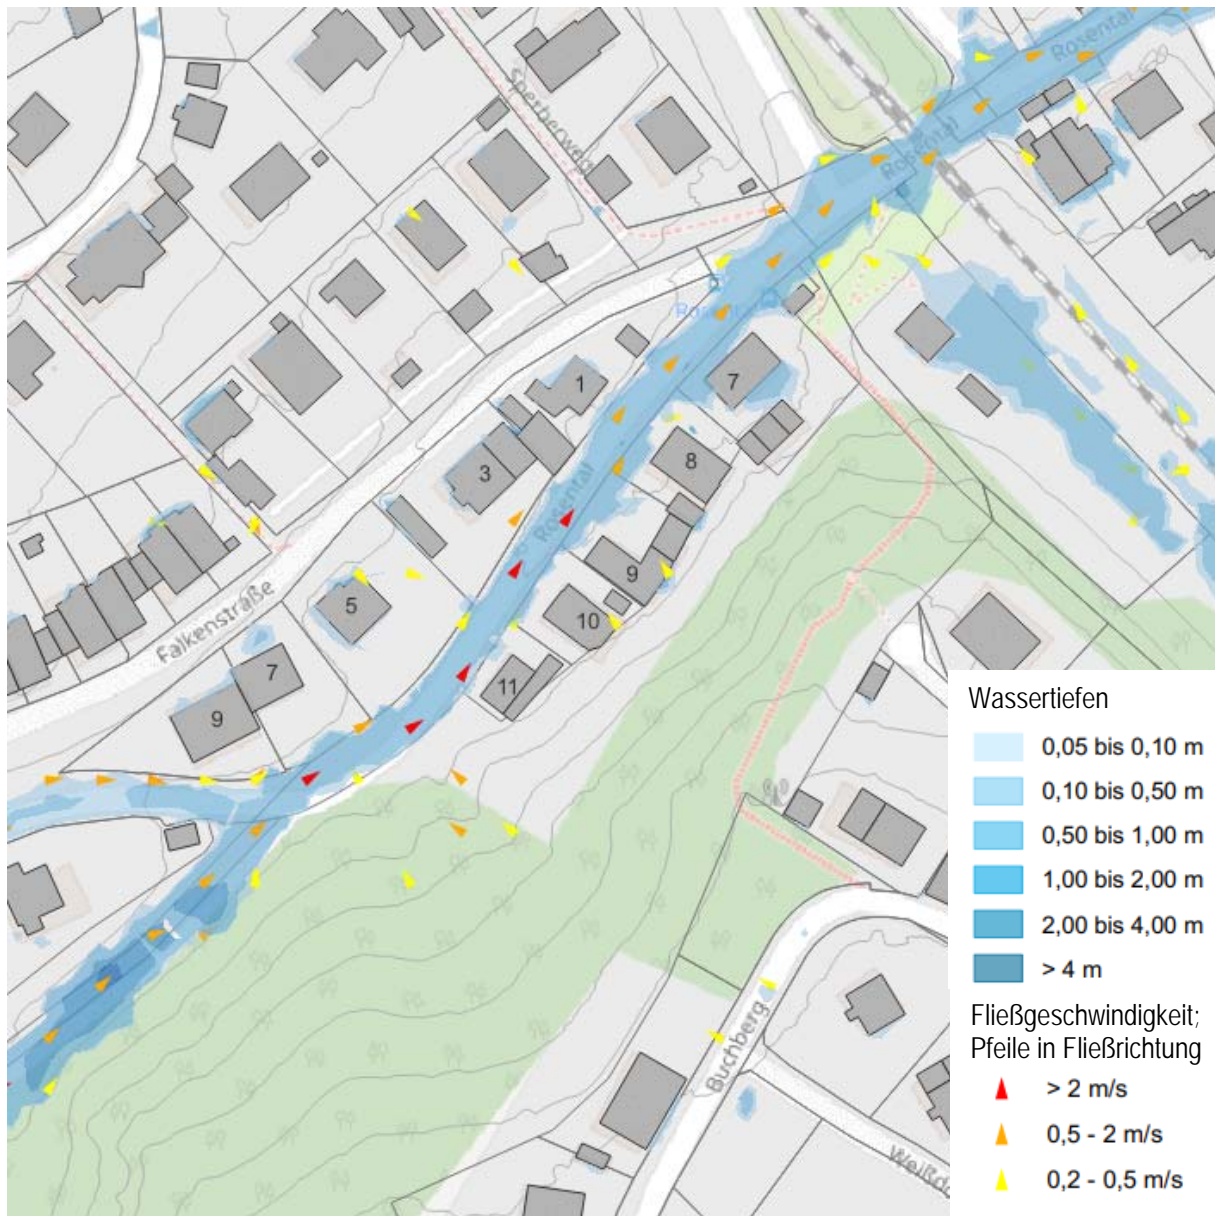 Rosental
Sperberweg
Rosental
1
7
3
8
Rosental
9
5
10
Falkenstraße
7
11
9
Buchberg
Wassertiefen
0,05 bis 0,10 m
0,10 bis 0,50 m
0,50 bis 1,00 m
1,00 bis 2,00 m
2,00 bis 4,00 m
> 4 m
Fließgeschwindigkeit;
Pfeile in Fließrichtung
> 2 m/s
0,5 - 2 m/s
0,2 - 0,5 m/s